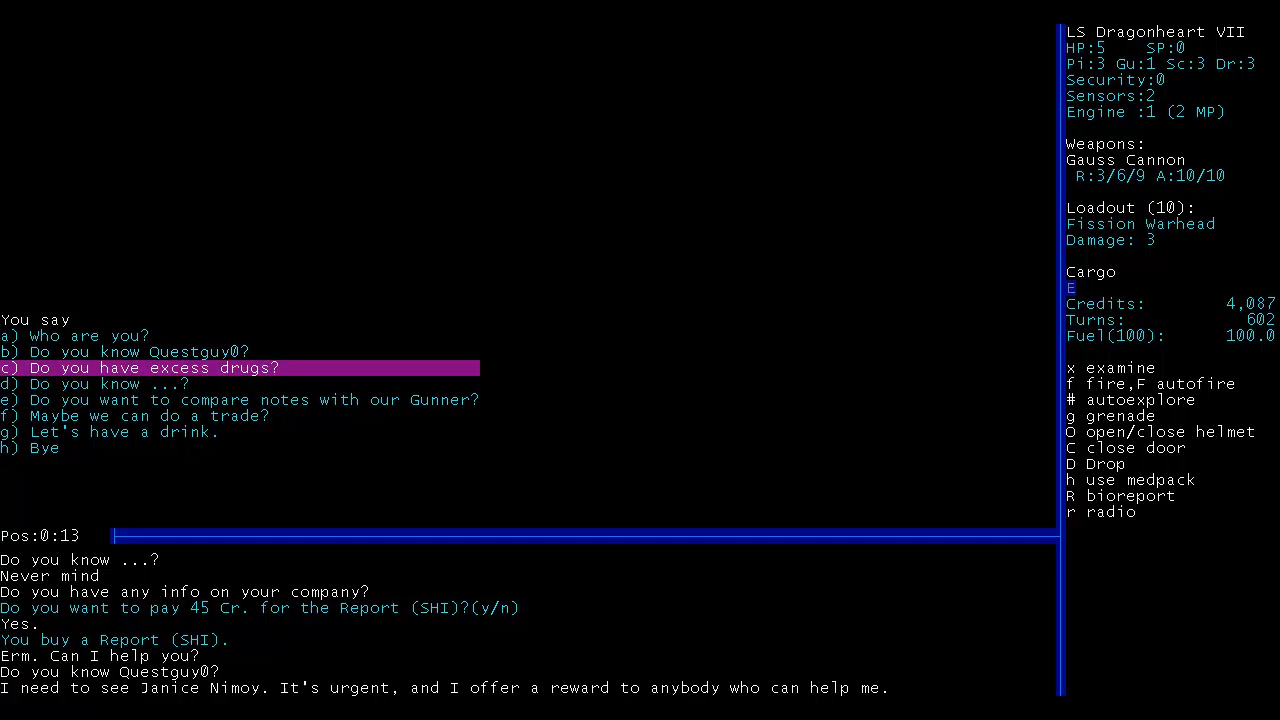 LS Dragonheart VII
HP:5 SP:0
Pi:3 Gu:1 Sc:3 Dr:3
Security:0
Sensors:2
Engine :1 (2 MP)
Weapons:
Gauss Cannon
R:3/6/9 A:10/10
Loadout (10):
Fission Warhead
Damage: 3
Cargo
E
Credits: 4,087
Turns: 602
Fuel(100): 100.0
x examine
f fire,F autofire
# autoexplore
g grenade
O open/close helmet
C close door
D Drop
h use medpack
R bioreport
r radio
You say
a) Who are you?
b) Do you know Questguy0?
c) Do you have excess drugs?
d) Do you know ...?
e) Do you want to compare notes with our Gunner?
f) Maybe we can do a trade?
g) Let's have a drink.
h) Bye
Pos:0:13
Do you know ...?
Never mind
Do you have any info on your company?
Do you want to pay 45 Cr. for the Report (SHI)?(y/n)
Yes.
You buy a Report (SHI).
Erm. Can I help you?
Do you know Questguy0?
I need to see Janice Nimoy. It's urgent, and I offer a reward to anybody who can help me.